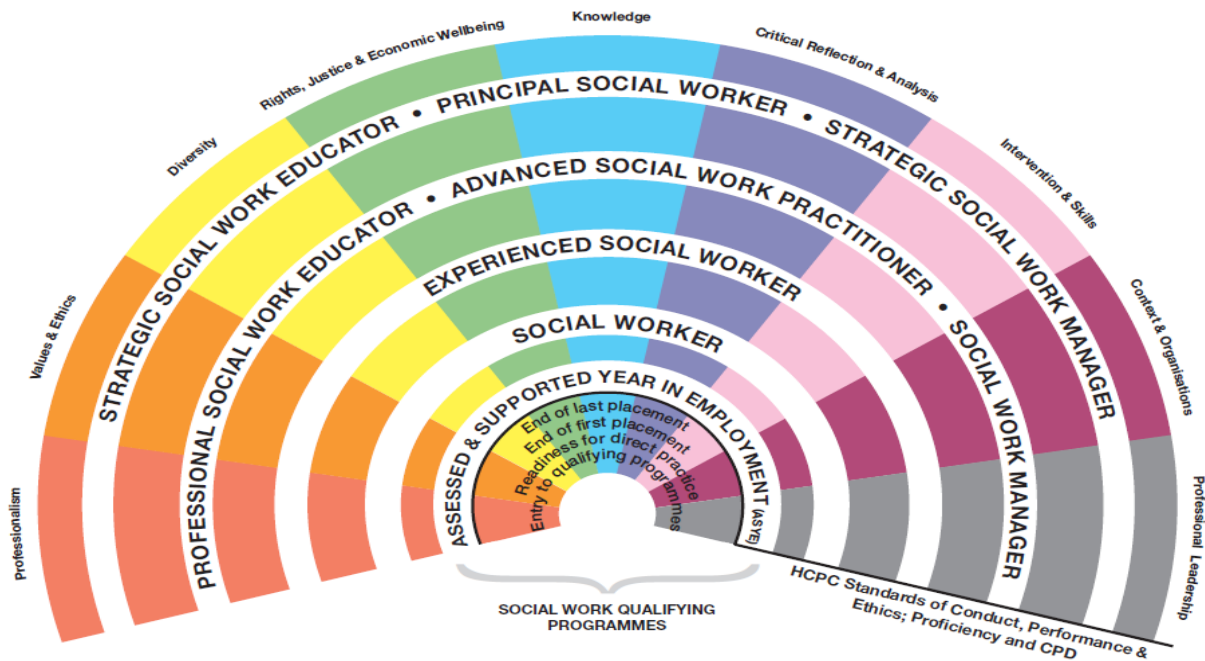 Professionalism
Values & Ethics
Diversity
Rights, Justice & Economic Wellbeing
Knowledge
Critical Reflection & Analysis
Intervention & Skills
Context & Organisations
Professional Leadership
STRATEGIC SOCIAL WORK EDUCATOR • PRINCIPAL SOCIAL WORKER • STRATEGIC SOCIAL WORK MANAGER
PROFESSIONAL SOCIAL WORK EDUCATOR • ADVANCED SOCIAL WORK PRACTITIONER • SOCIAL WORK MANAGER
EXPERIENCED SOCIAL WORKER
SOCIAL WORKER
ASSESSED & SUPPORTED YEAR IN EMPLOYMENT (ASYE)
End of last placement
End of first placement
Readiness for direct practice
Entry to qualifying programmes
SOCIAL WORK QUALIFYING
PROGRAMMES
HCPC Standards of Conduct, Performance &
Ethics; Proficiency and CPD